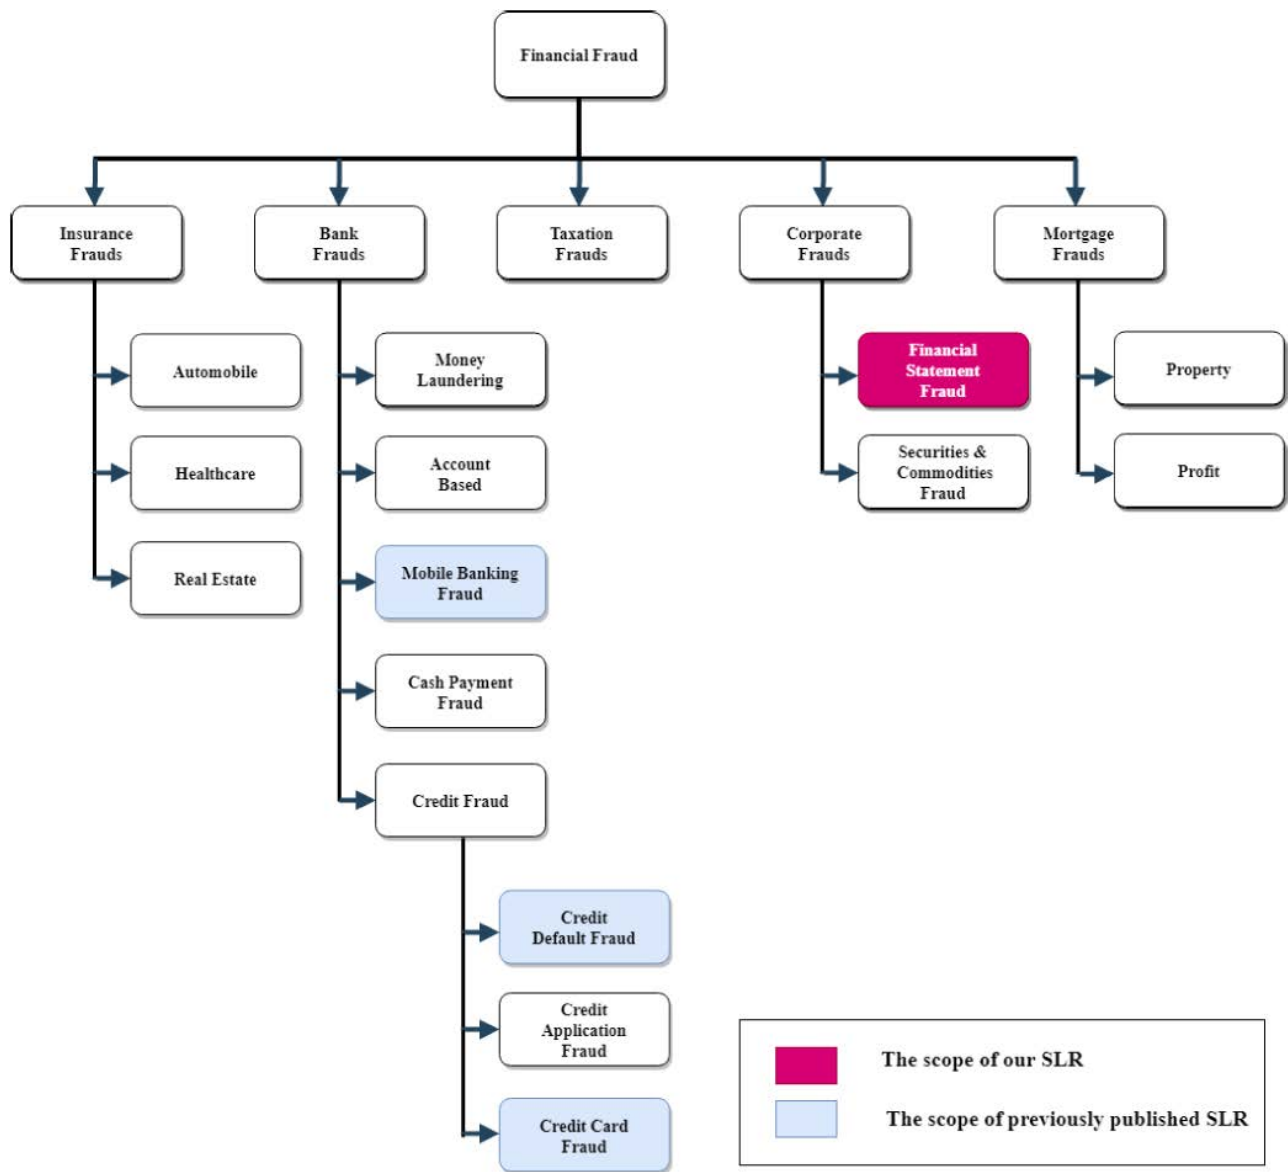 Financial Fraud
Insurance
Frauds
Bank
Frauds
Taxation
Frauds
Corporate
Frauds
Mortgage
Frauds
Automobile
Healthcare
Real Estate
Money
Laundering
Account
Based
Mobile Banking
Fraud
Cash Payment
Fraud
Credit Fraud
Credit
Default Fraud
Credit
Application
Fraud
Credit Card
Fraud
Financial
Statement
Fraud
Securities &
Commodities
Fraud
Property
Profit
The scope of our SLR
The scope of previously published SLR